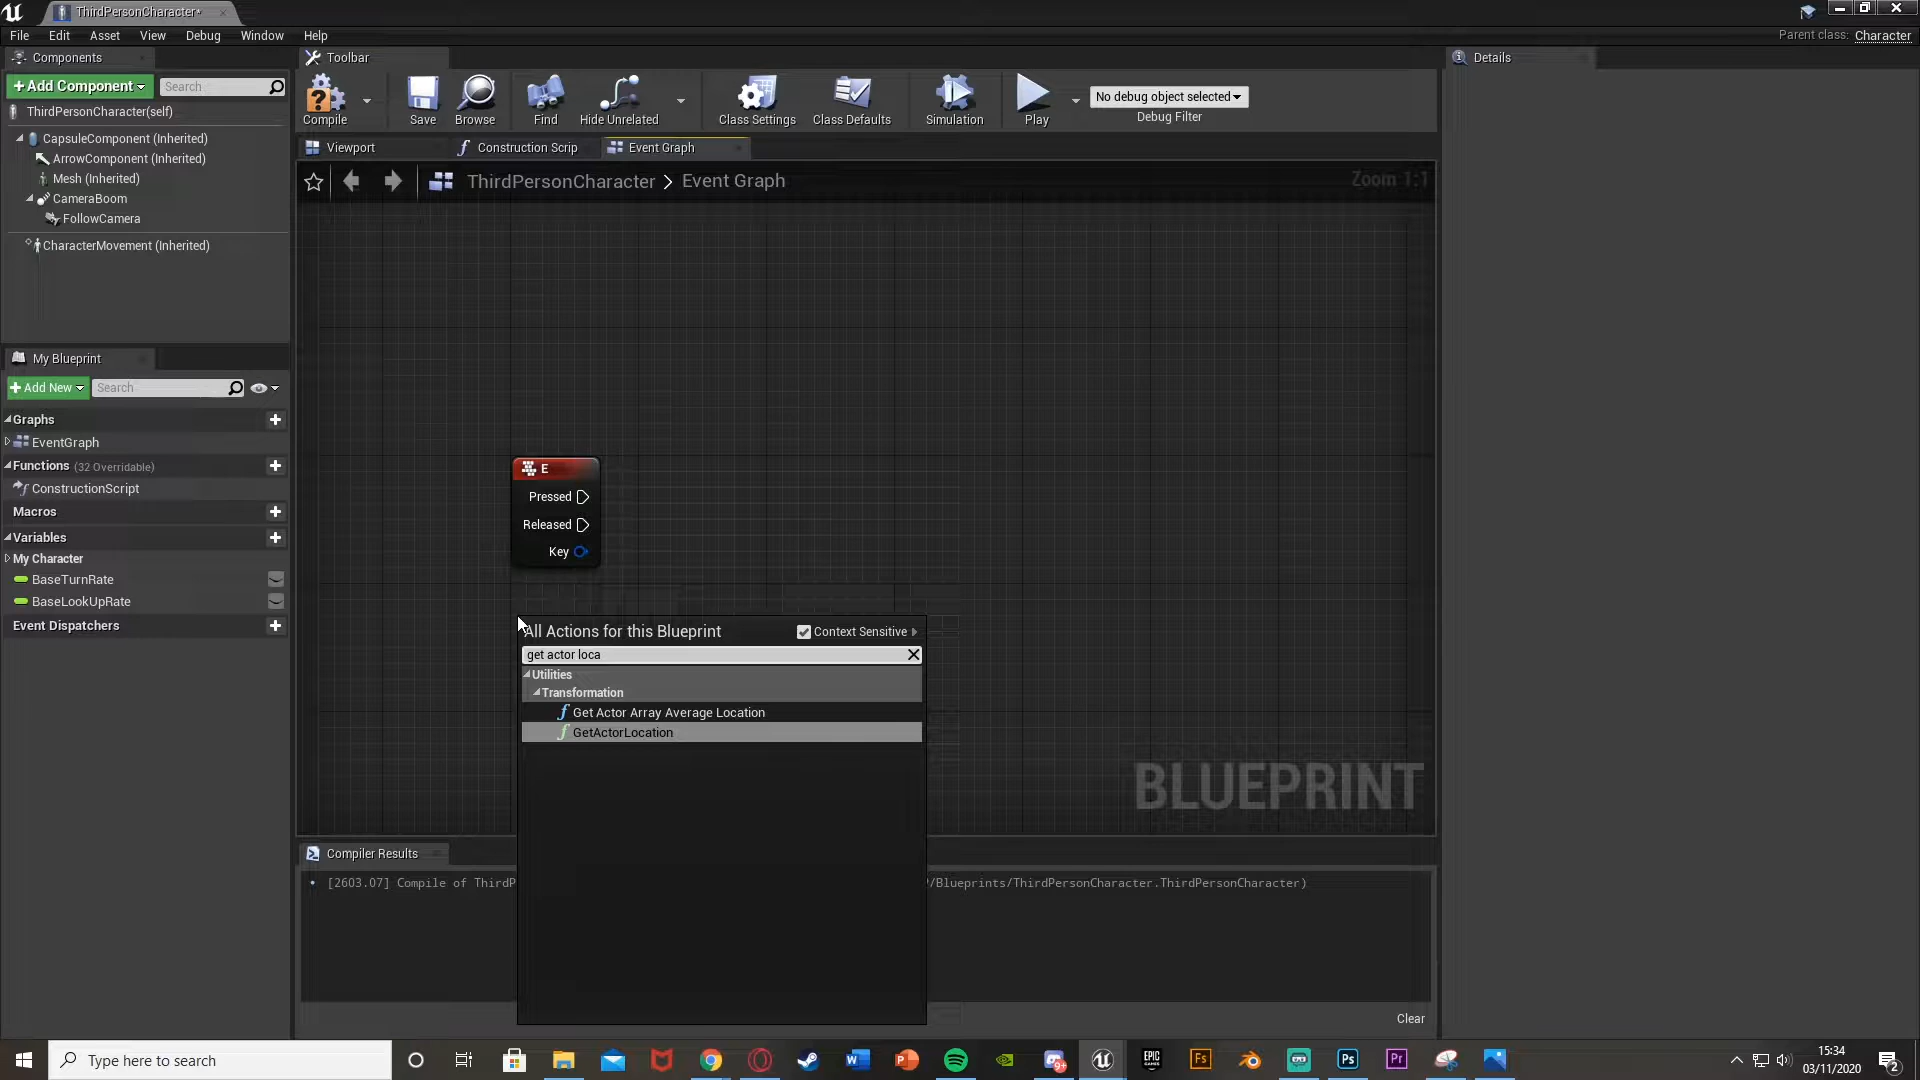 ThirdPersonCharacter*
File Edit Asset View Debug Window Help
Parent class: Character
Components
+ Add Component
Search
ThirdPersonCharacter(self)
CapsuleComponent (Inherited)
ArrowComponent (Inherited)
Mesh (Inherited)
CameraBoom
FollowCamera
CharacterMovement (Inherited)
My Blueprint
+ Add New
Search
Graphs
EventGraph
Functions (32 Overridable)
ConstructionScript
Macros
Variables
My Character
BaseTurnRate
BaseLookUpRate
Event Dispatchers
Toolbar
Compile
Save
Browse
Find
Hide Unrelated
Class Settings
Class Defaults
Simulation
Play
No debug object selected
Debug Filter
Viewport
Construction Scrip
Event Graph
ThirdPersonCharacter > Event Graph
Zoom 1:1
E
Pressed
Released
Key
All Actions for this Blueprint
Context Sensitive
get actor loca
Utilities
Transformation
Get Actor Array Average Location
GetActorLocation
BLUEPRINT
Compiler Results
[2603.07] Compile of ThirdP
?/Blueprints/ThirdPersonCharacter.ThirdPersonCharacter)
Clear
Details
Type here to search
15:34
03/11/2020